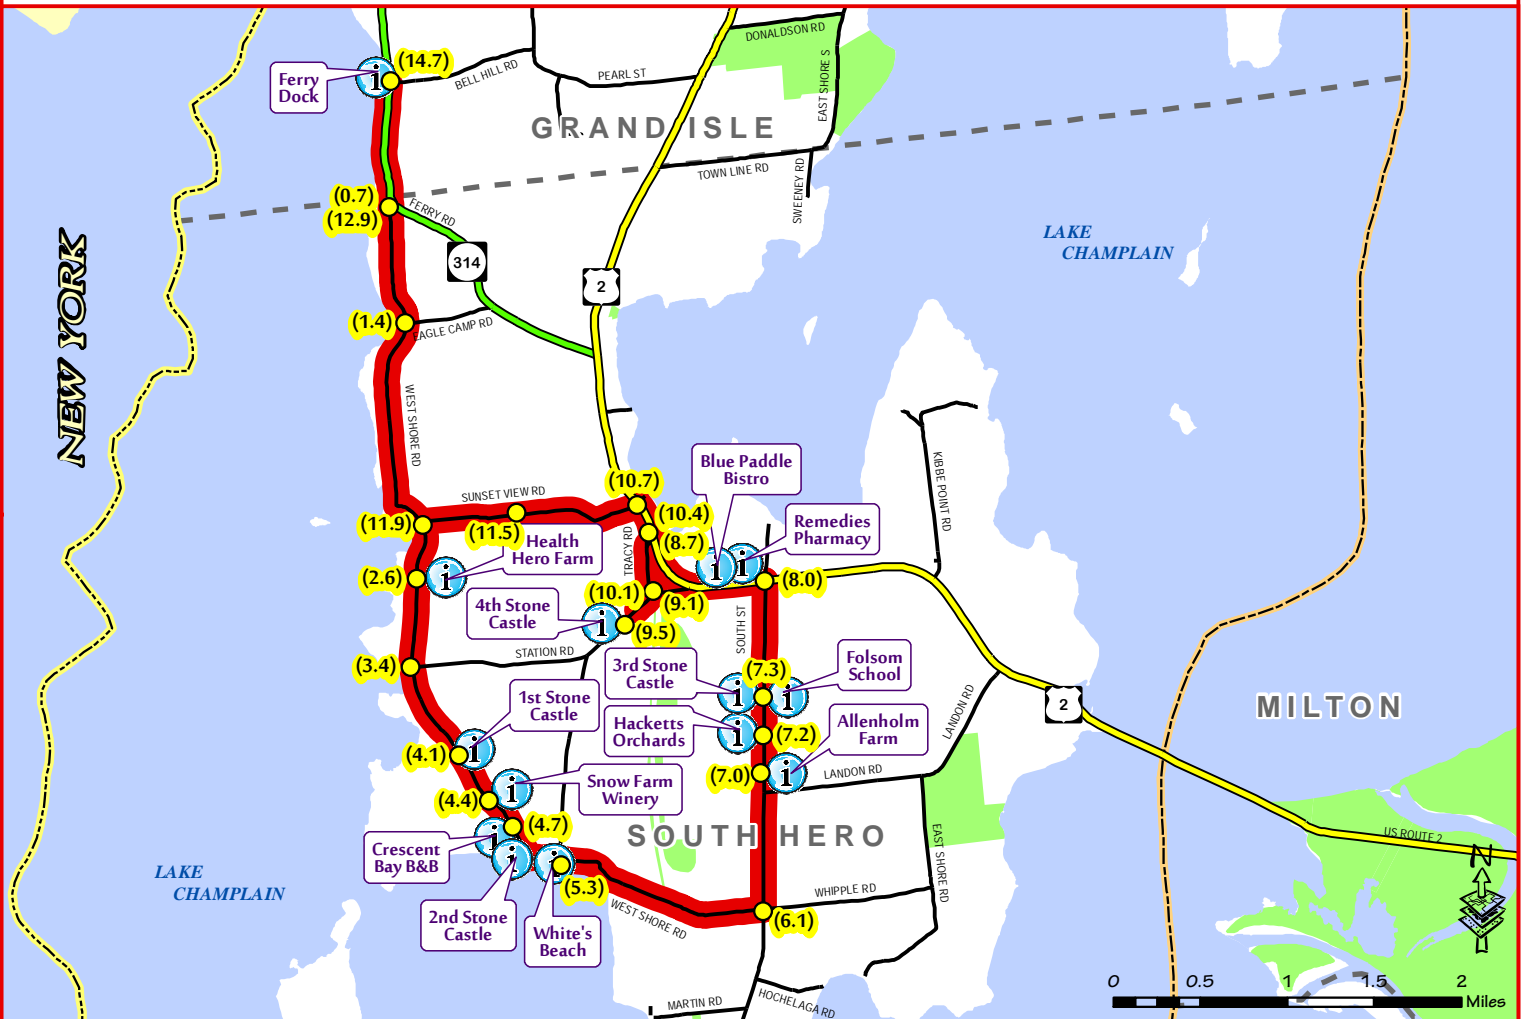 DONALDSON RD
(14.7)
Ferry
Dock
BELL HILL RD
PEARL ST
EAST SHORE S
GRAND ISLE
TOWN LINE RD
SWEENEY RD
(0.7)
(12.9)
FERRY RD
314
2
LAKE
CHAMPLAIN
NEW YORK
(1.4)
EAGLE CAMP RD
WEST SHORE RD
KIBBE POINT RD
Blue Paddle
Bistro
(10.7)
SUNSET VIEW RD
(11.9)
(11.5)
(10.4)
(8.7)
Remedies
Pharmacy
Health
Hero Farm
TRACY RD
(2.6)
(8.0)
(10.1)
(9.1)
4th Stone
Castle
(9.5)
SOUTH ST
STATION RD
(3.4)
3rd Stone
Castle
(7.3)
Folsom
School
1st Stone
Castle
Hacketts
Orchards
(7.2)
Allenholm
Farm
LANDON RD
2
MILTON
(4.1)
(7.0)
LANDON RD
Snow Farm
Winery
(4.4)
(4.7)
SOUTH HERO
EAST SHORE RD
US ROUTE 2
N
Crescent
Bay B&B
LAKE
CHAMPLAIN
(5.3)
WHIPPLE RD
2nd Stone
Castle
White's
Beach
WEST SHORE RD
(6.1)
MARTIN RD
HOCHELAGA RD
0 0.5 1 1.5 2
Miles
i
i
i
i
i
i
i
i
i
i
i
i
i
i